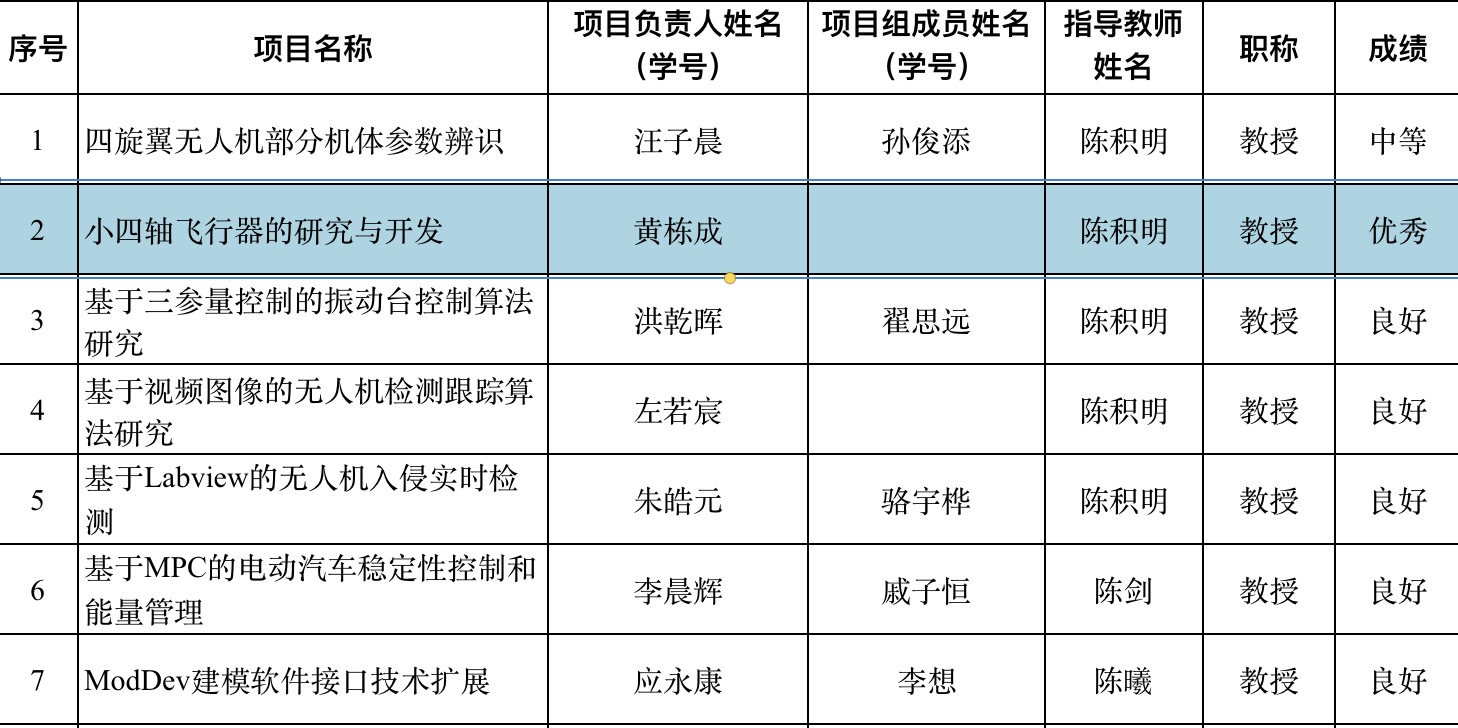 序号 项目名称 项目负责人姓名 项目组成员姓名 指导教师 职称 成绩
（学号） （学号） 姓名
1 四旋翼无人机部分机体参数辨识 汪子晨 孙俊添 陈积明 教授 中等
2 小四轴飞行器的研究与开发 黄栋成 陈积明 教授 优秀
3 基于三参量控制的振动台控制算法 洪乾晖 翟思远 陈积明 教授 良好
研究
4 基于视频图像的无人机检测跟踪算 左若宸 陈积明 教授 良好
法研究
5 基于Labview的无人机入侵实时检 朱皓元 骆宇桦 陈积明 教授 良好
测
6 基于MPC的电动汽车稳定性控制和 李晨辉 戚子恒 陈剑 教授 良好
能量管理
7 ModDev建模软件接口技术扩展 应永康 李想 陈曦 教授 良好